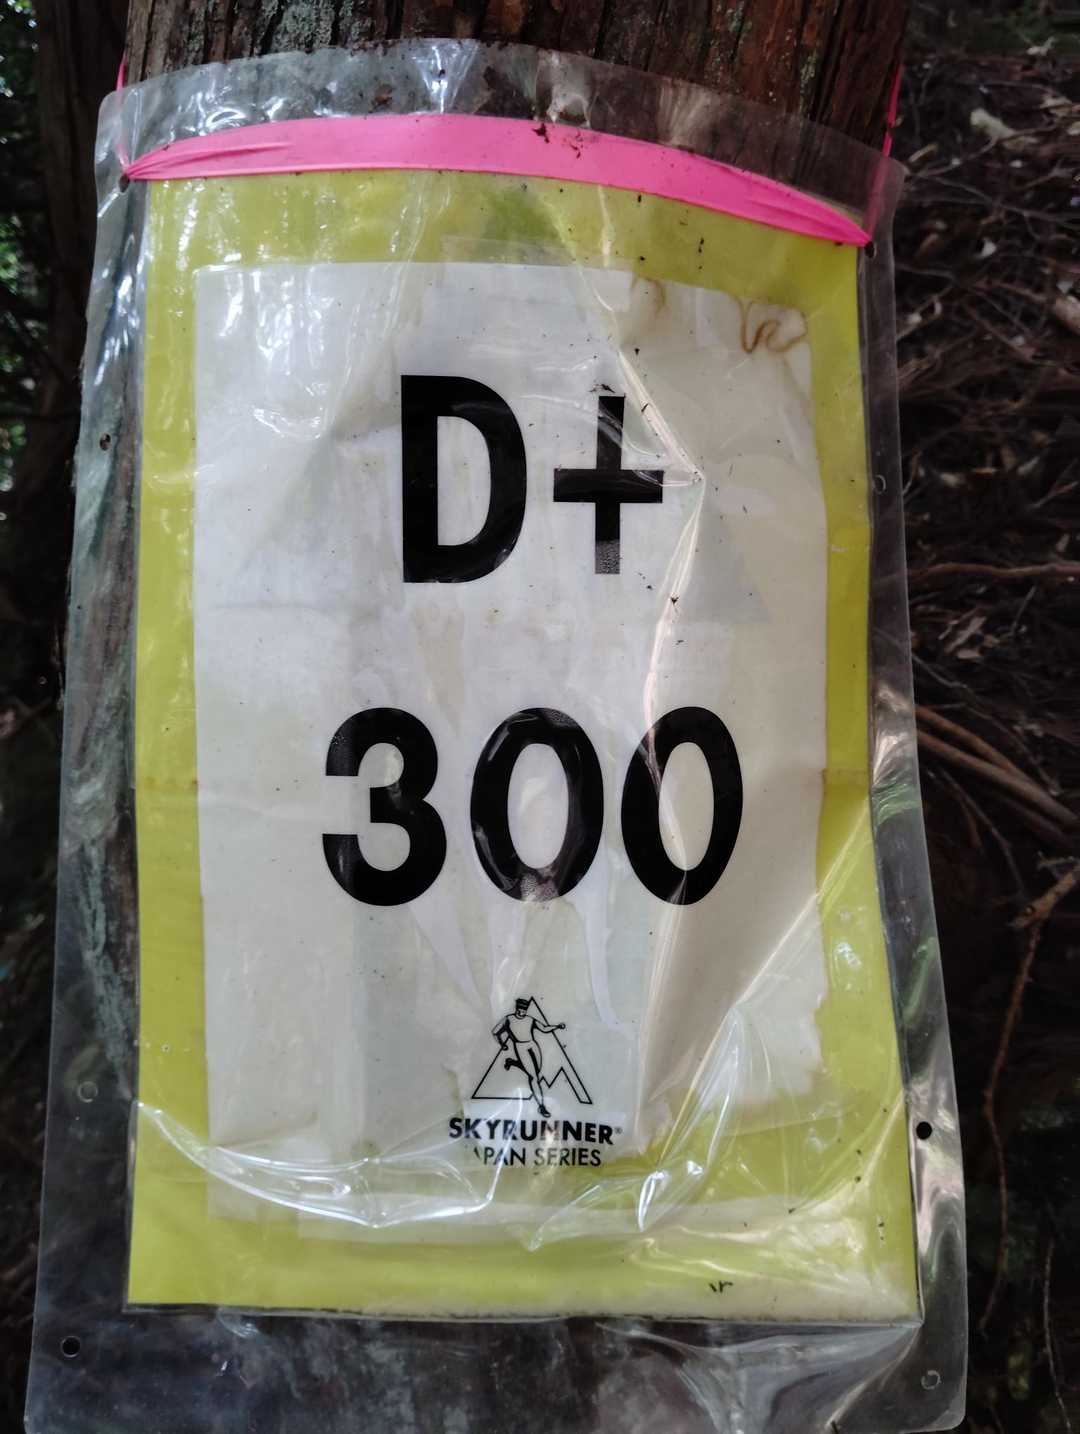 D+
300
SKYRUNNER®
JAPAN SERIES